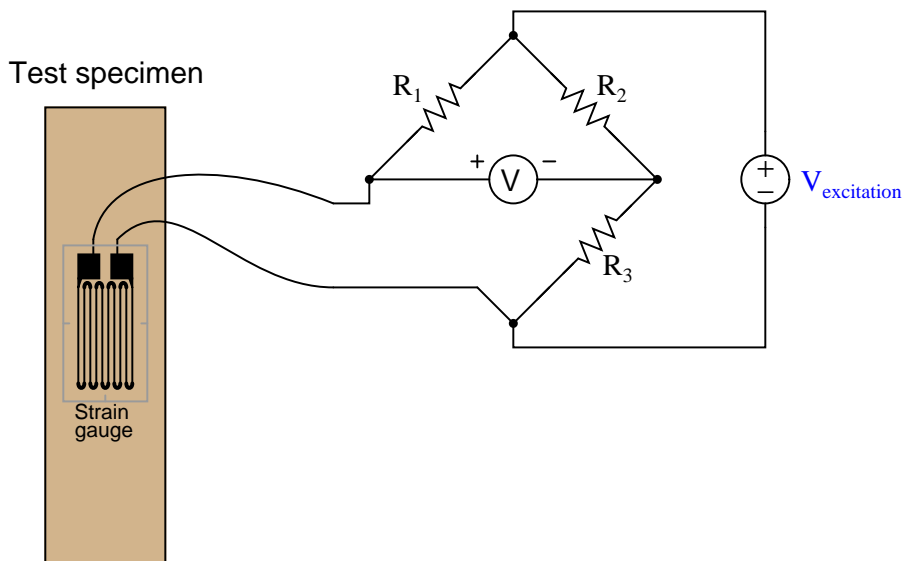 Test specimen
R1
R2
+
−
V
+
−
Vexcitation
R3
Strain
gauge